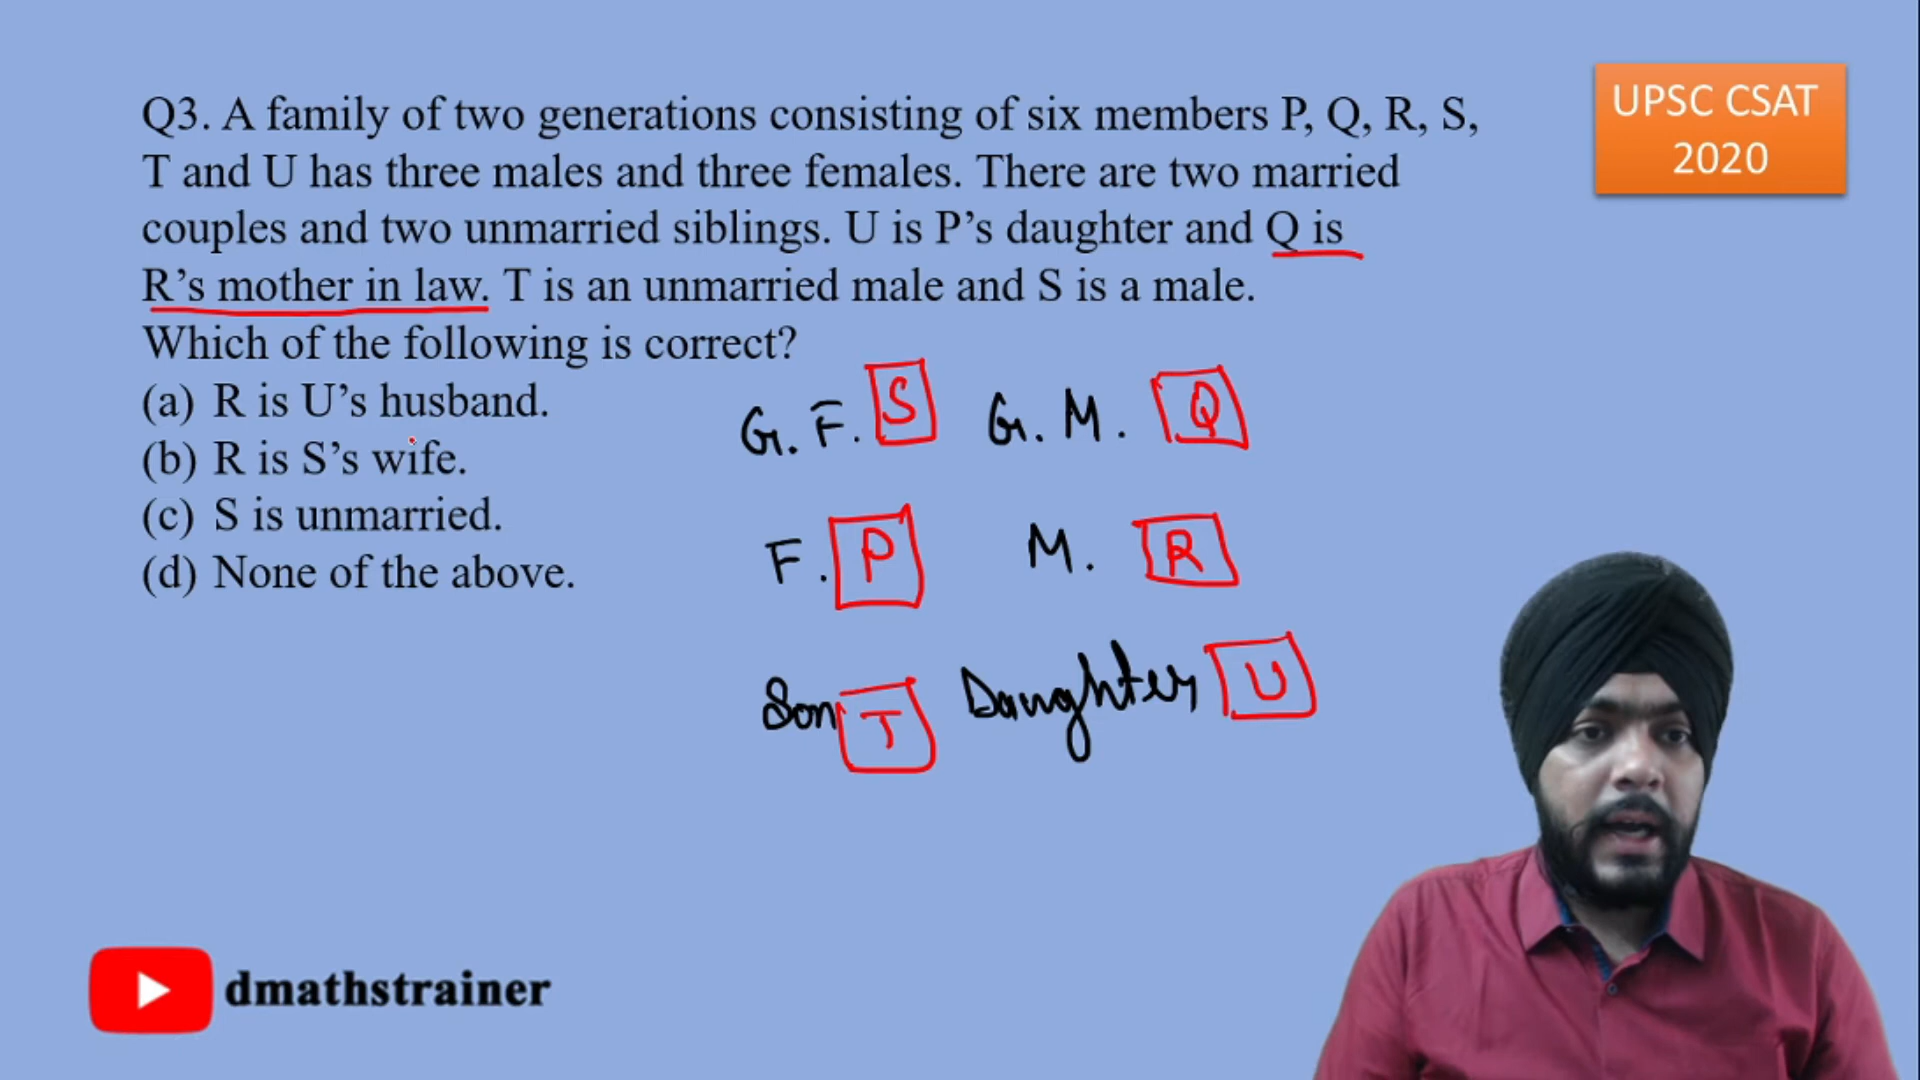 Q3. A family of two generations consisting of six members P, Q, R, S,
T and U has three males and three females. There are two married
couples and two unmarried siblings. U is P's daughter and Q is
R's mother in law. T is an unmarried male and S is a male.
Which of the following is correct?
(a) R is U's husband.
(b) R is S's wife.
(c) S is unmarried.
(d) None of the above.
UPSC CSAT
2020
G. F. S G. M. Q
F. P M. R
Son T Daughter U
dmathstrainer